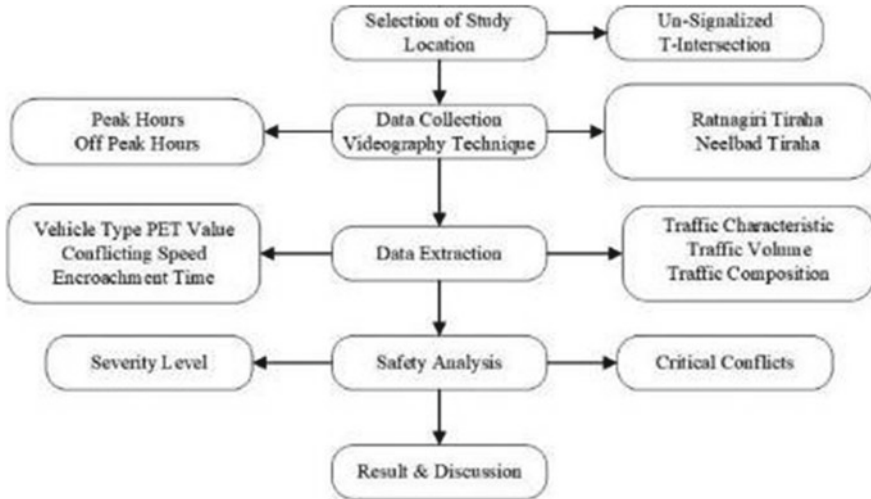 Selection of Study
Location
Un-Signalized
T-Intersection
Peak Hours
Off Peak Hours
Data Collection
Videography Technique
Ratnagiri Tiraha
Neelbad Tiraha
Vehicle Type PET Value
Conflicting Speed
Encroachment Time
Data Extraction
Traffic Characteristic
Traffic Volume
Traffic Composition
Severity Level
Safety Analysis
Critical Conflicts
Result & Discussion